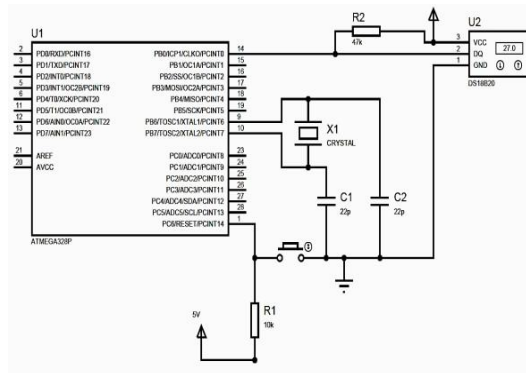 U1
2 PD0/RXD/PCINT16
3 PD1/TXD/PCINT17
4 PD2/INT0/PCINT18
5 PD3/INT1/OC2B/PCINT19
6 PD4/T0/XCK/PCINT20
11 PD5/T1/OC0B/PCINT21
12 PD6/AIN0/OC0A/PCINT22
13 PD7/AIN1/PCINT23
21 AREF
20 AVCC
PB0/ICP1/CLKO/PCINT0 14
PB1/OC1A/PCINT1 15
PB2/SS/OC1B/PCINT2 16
PB3/MOSI/OC2A/PCINT3 17
PB4/MISO/PCINT4 18
PB5/SCK/PCINT5 19
PB6/TOSC1/XTAL1/PCINT6 9
PB7/TOSC2/XTAL2/PCINT7 10
PC0/ADC0/PCINT8 23
PC1/ADC1/PCINT9 24
PC2/ADC2/PCINT10 25
PC3/ADC3/PCINT11 26
PC4/ADC4/SDA/PCINT12 27
PC5/ADC5/SCL/PCINT13 28
PC6/RESET/PCINT14 1
ATMEGA328P
R2
47k
U2
3 VCC
2 DQ
1 GND
27.0
DS18B20
X1
CRYSTAL
C1
22p
C2
22p
R1
10k
5V